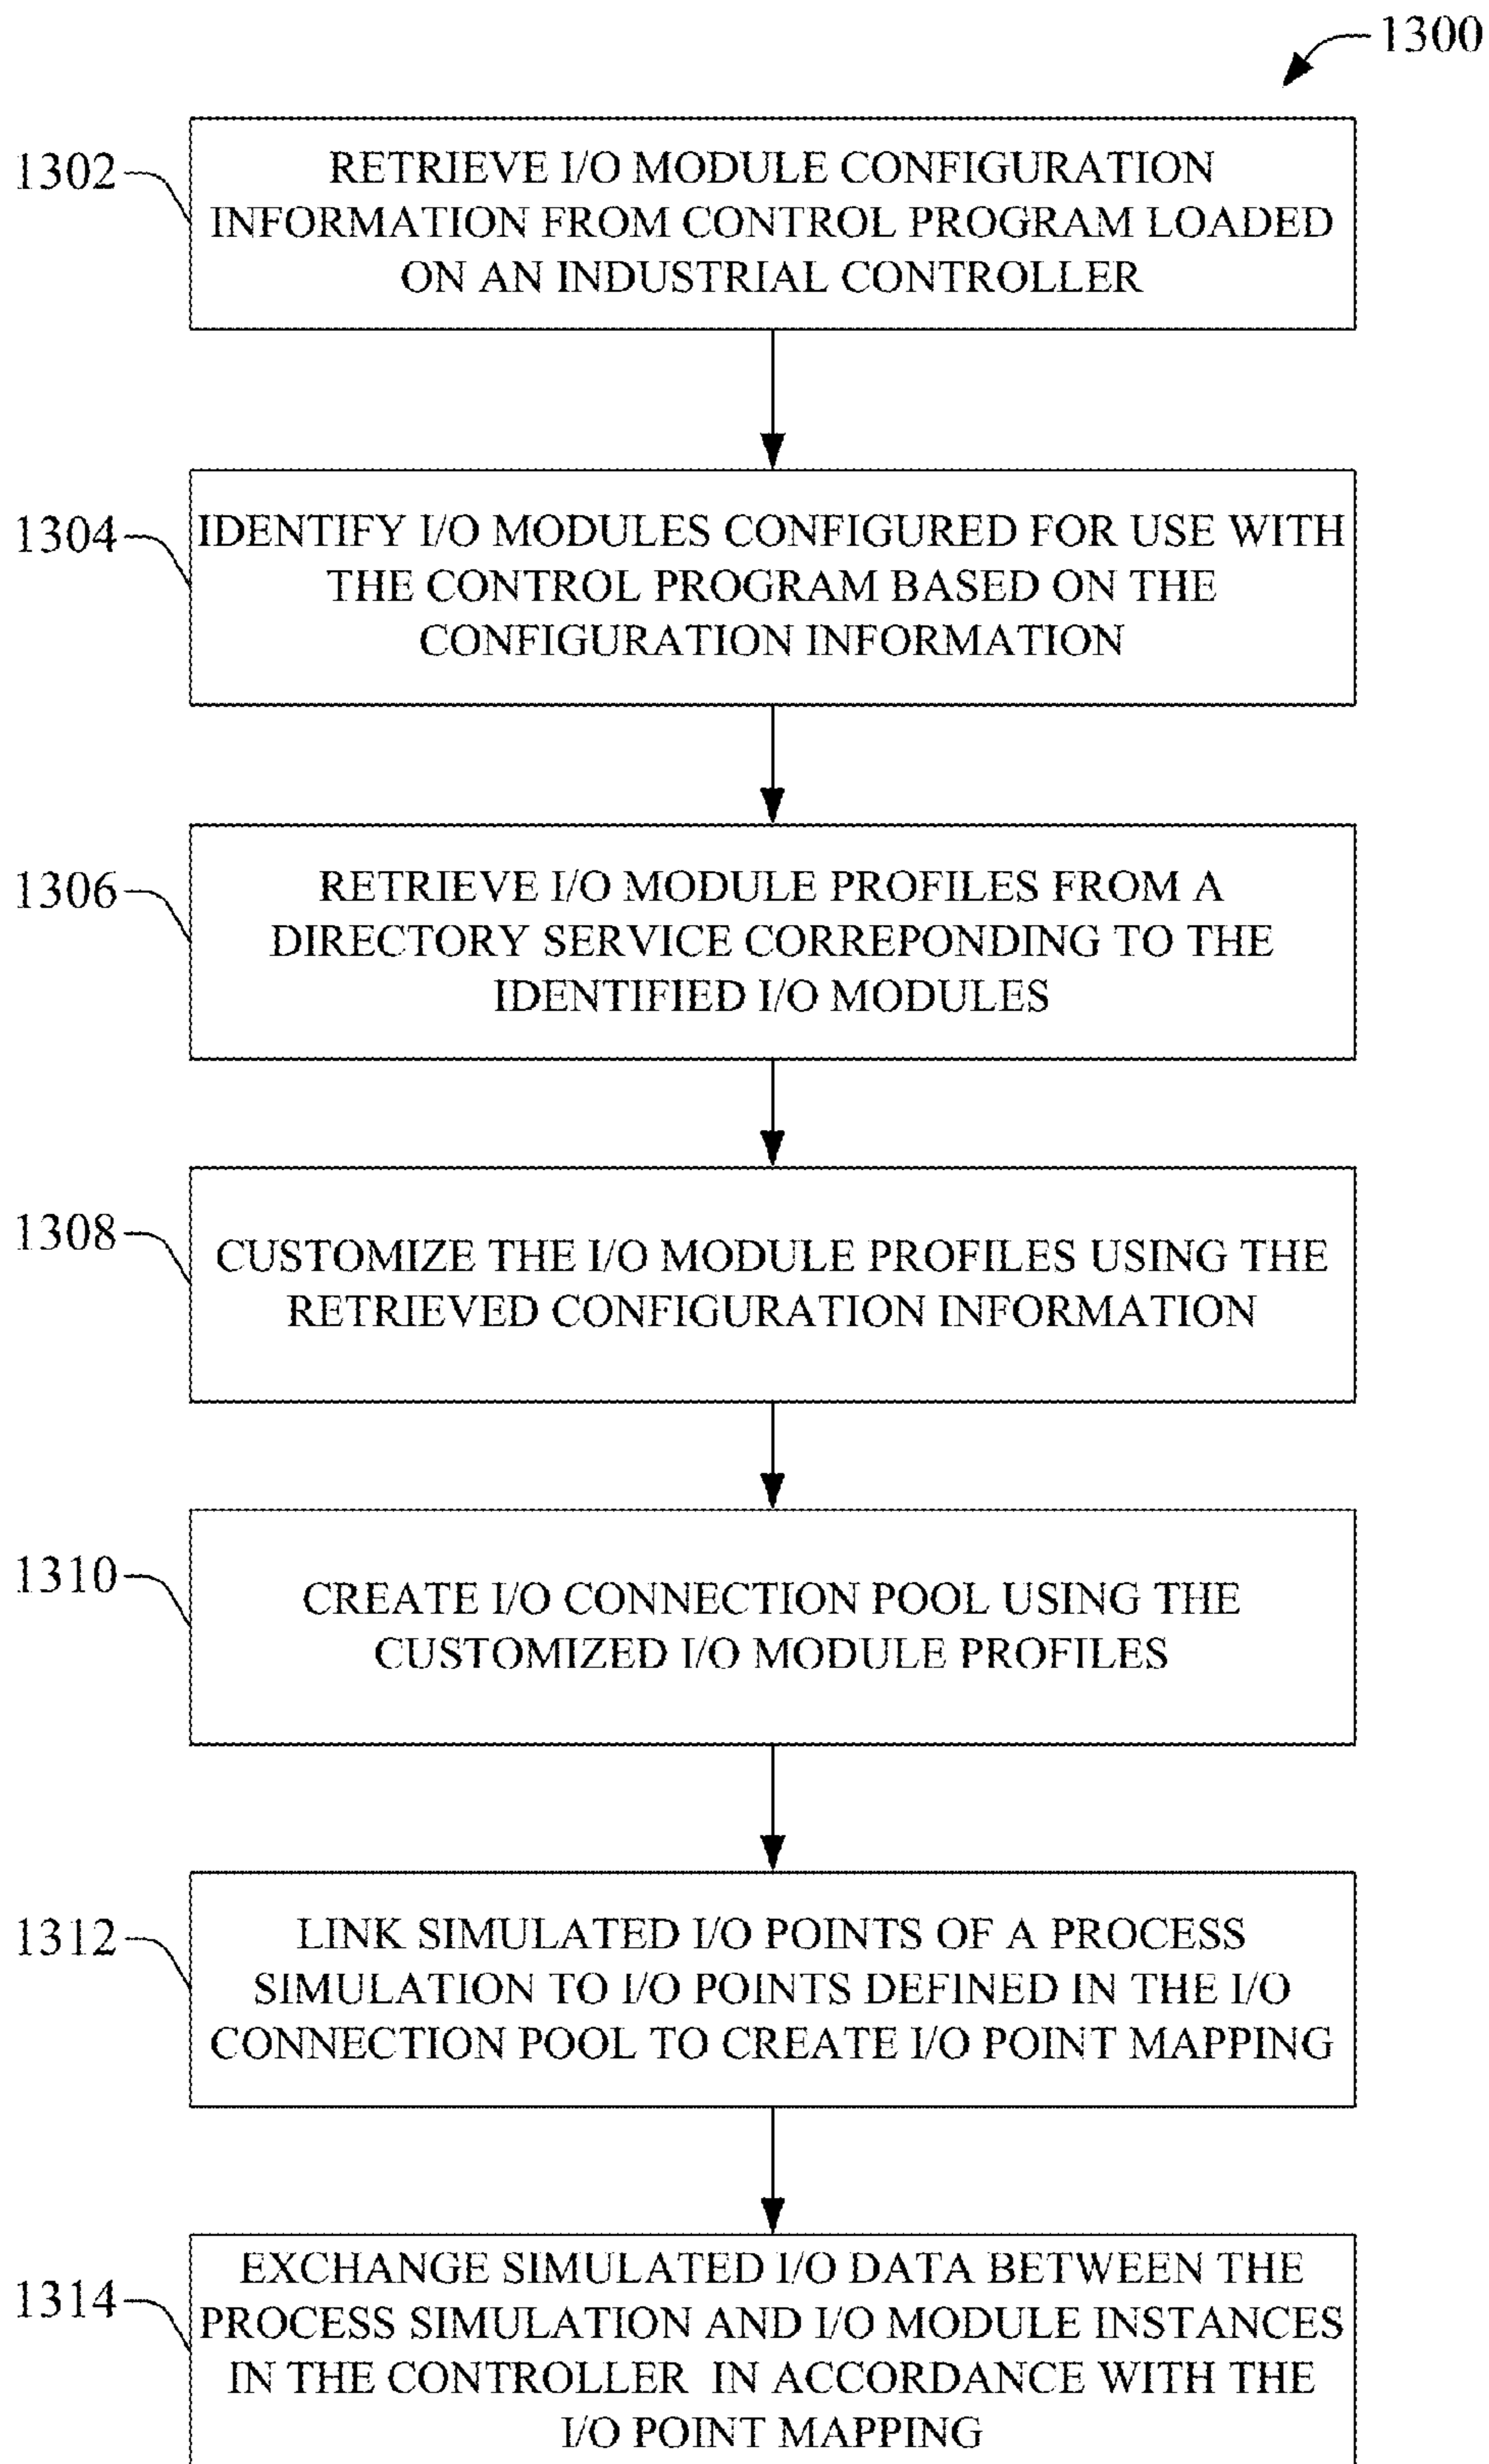 1300
1302
RETRIEVE I/O MODULE CONFIGURATION
INFORMATION FROM CONTROL PROGRAM LOADED
ON AN INDUSTRIAL CONTROLLER
1304
IDENTIFY I/O MODULES CONFIGURED FOR USE WITH
THE CONTROL PROGRAM BASED ON THE
CONFIGURATION INFORMATION
1306
RETRIEVE I/O MODULE PROFILES FROM A
DIRECTORY SERVICE CORREPONDING TO THE
IDENTIFIED I/O MODULES
1308
CUSTOMIZE THE I/O MODULE PROFILES USING THE
RETRIEVED CONFIGURATION INFORMATION
1310
CREATE I/O CONNECTION POOL USING THE
CUSTOMIZED I/O MODULE PROFILES
1312
LINK SIMULATED I/O POINTS OF A PROCESS
SIMULATION TO I/O POINTS DEFINED IN THE I/O
CONNECTION POOL TO CREATE I/O POINT MAPPING
1314
EXCHANGE SIMULATED I/O DATA BETWEEN THE
PROCESS SIMULATION AND I/O MODULE INSTANCES
IN THE CONTROLLER IN ACCORDANCE WITH THE
I/O POINT MAPPING